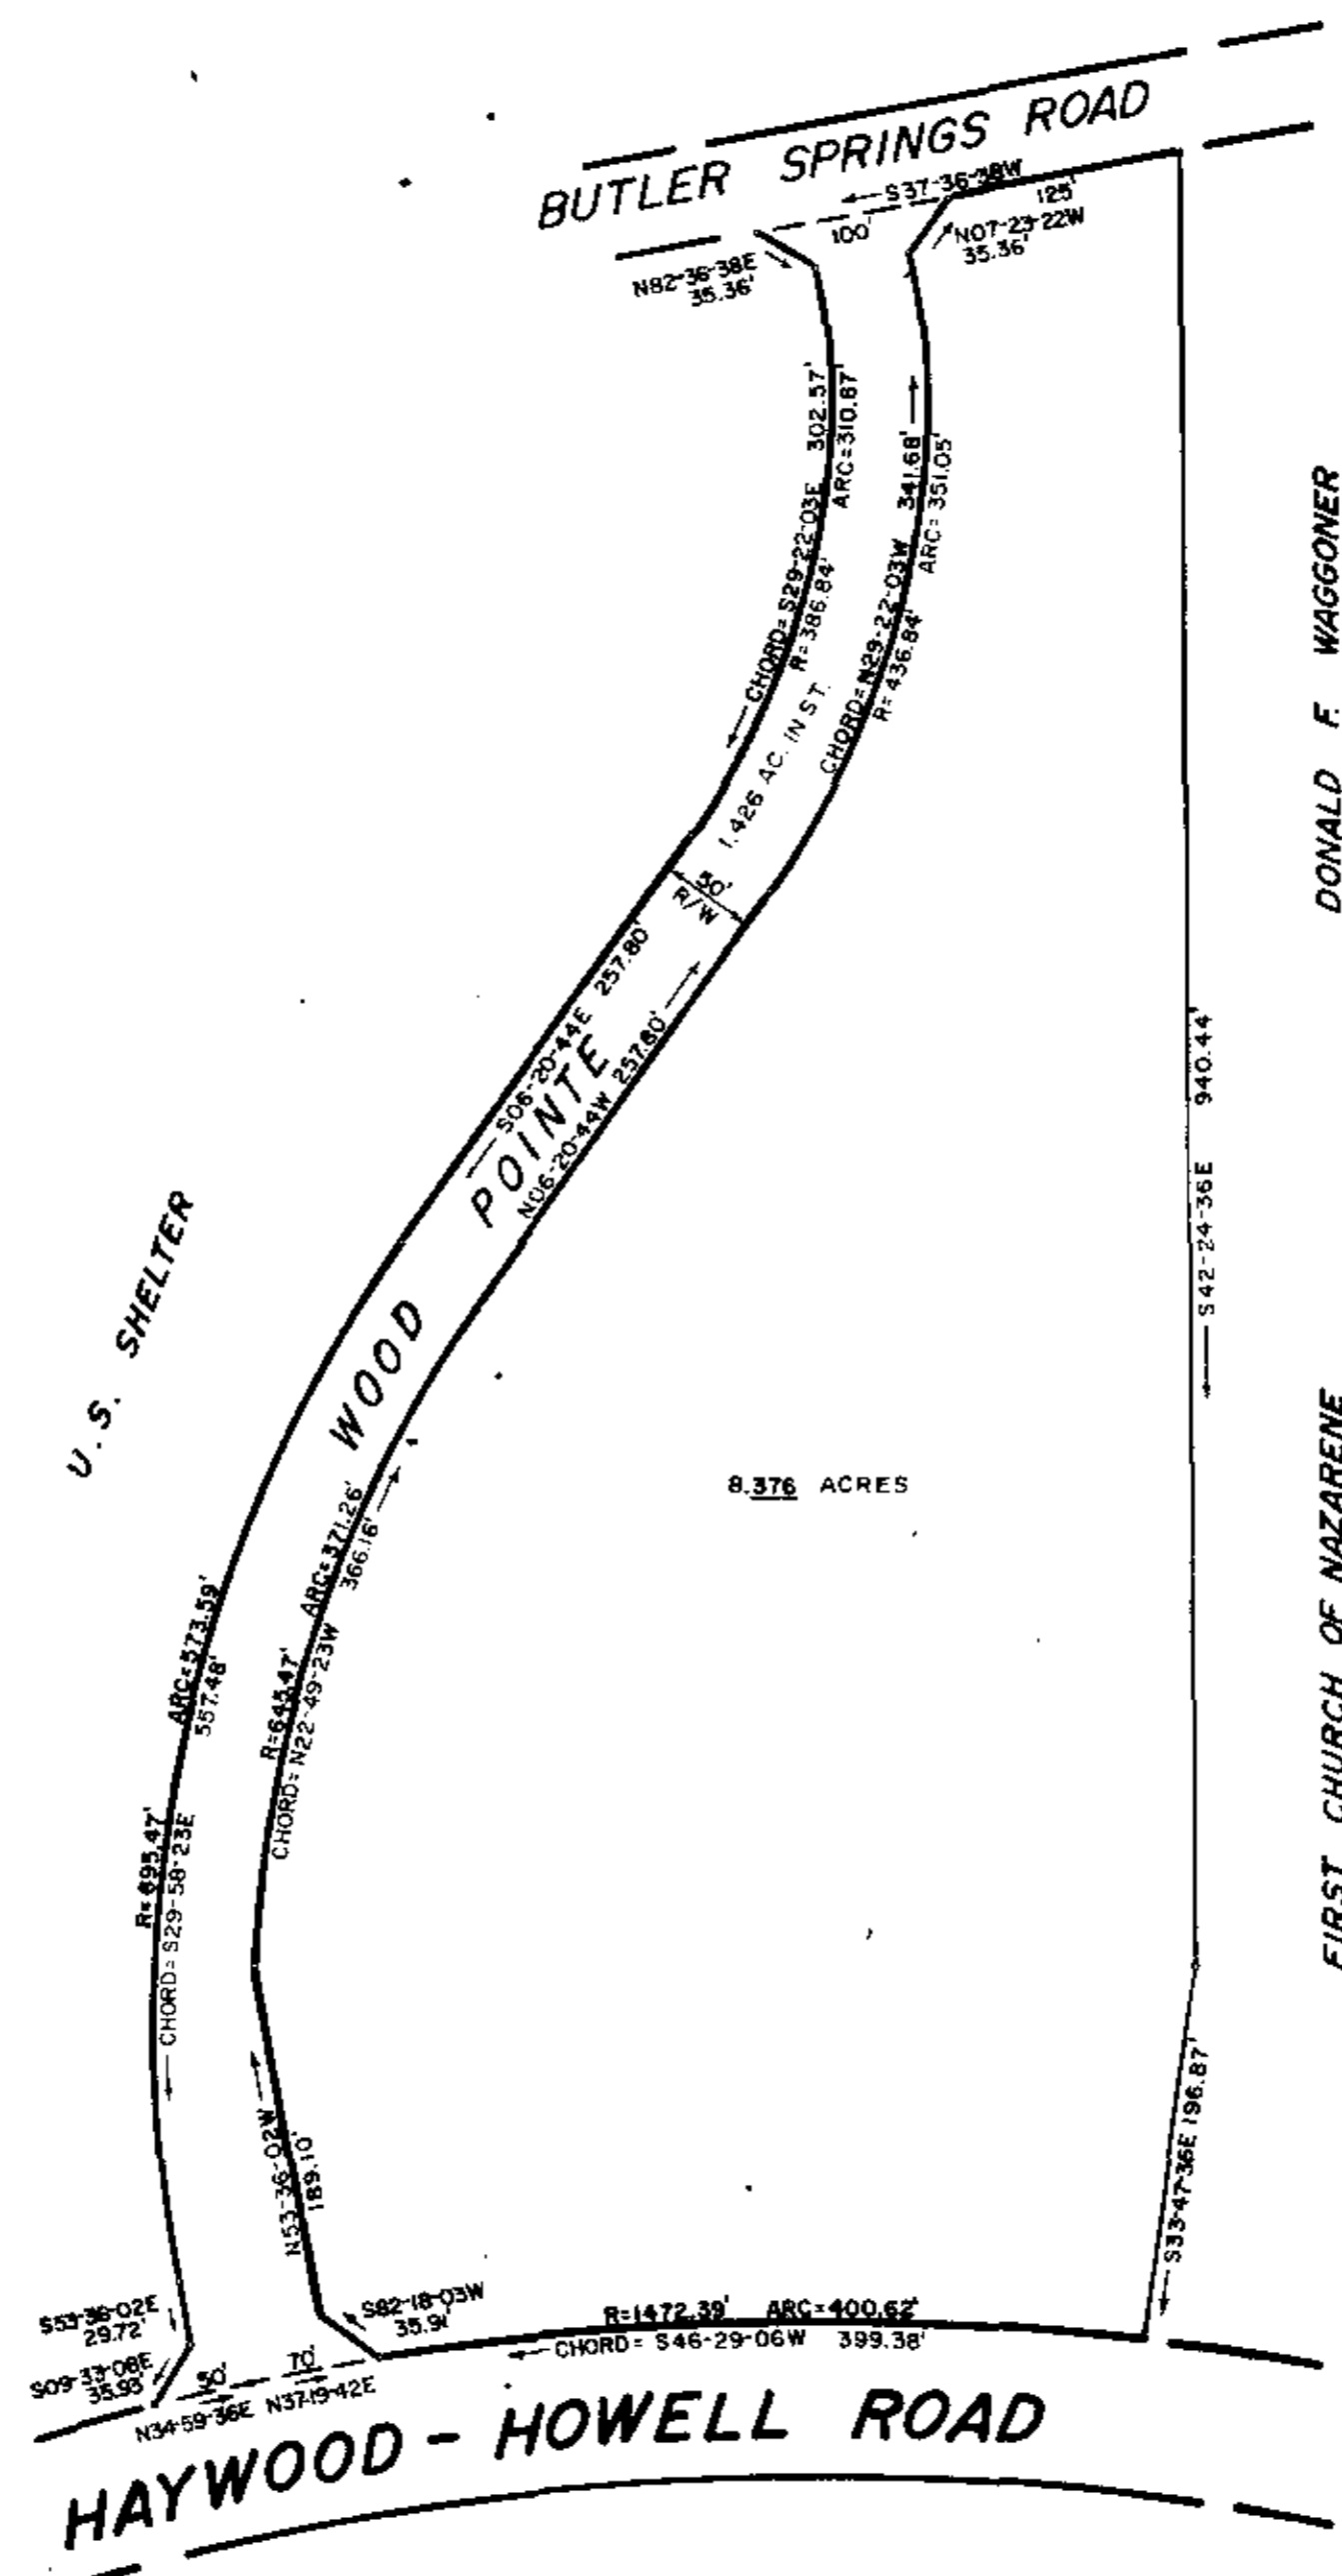 BUTLER SPRINGS ROAD
S37-36-38W
100'
125'
N07-23-22W
35.36'
N82-36-38E
35.36'
CHORD= S29-22-03E 302.57'
R= 386.84' ARC= 310.67'
CHORD= N29-22-03W 341.68'
R= 436.84' ARC= 351.05'
1.426 AC. IN ST.
50'
R/W
S06-20-44E 257.80'
N06-20-44W 257.80'
WOOD POINTE
DONALD F. WAGGONER
S42-24-36E 940.44'
U.S. SHELTER
8.376 ACRES
FIRST CHURCH OF NAZARENE
R= 695.47' ARC= 573.59'
CHORD= S29-58-23E 557.48'
R= 645.47' ARC= 371.26'
CHORD= N22-49-23W 366.16'
N53-36-02W
189.10'
S33-47-36E 196.87'
S53-36-02E
29.72'
S09-33-08E
35.93'
50'
70'
N34-59-36E N37-19-42E
S82-18-03W
35.91'
R=1472.39' ARC=400.62'
CHORD= S46-29-06W 399.38'
HAYWOOD - HOWELL ROAD